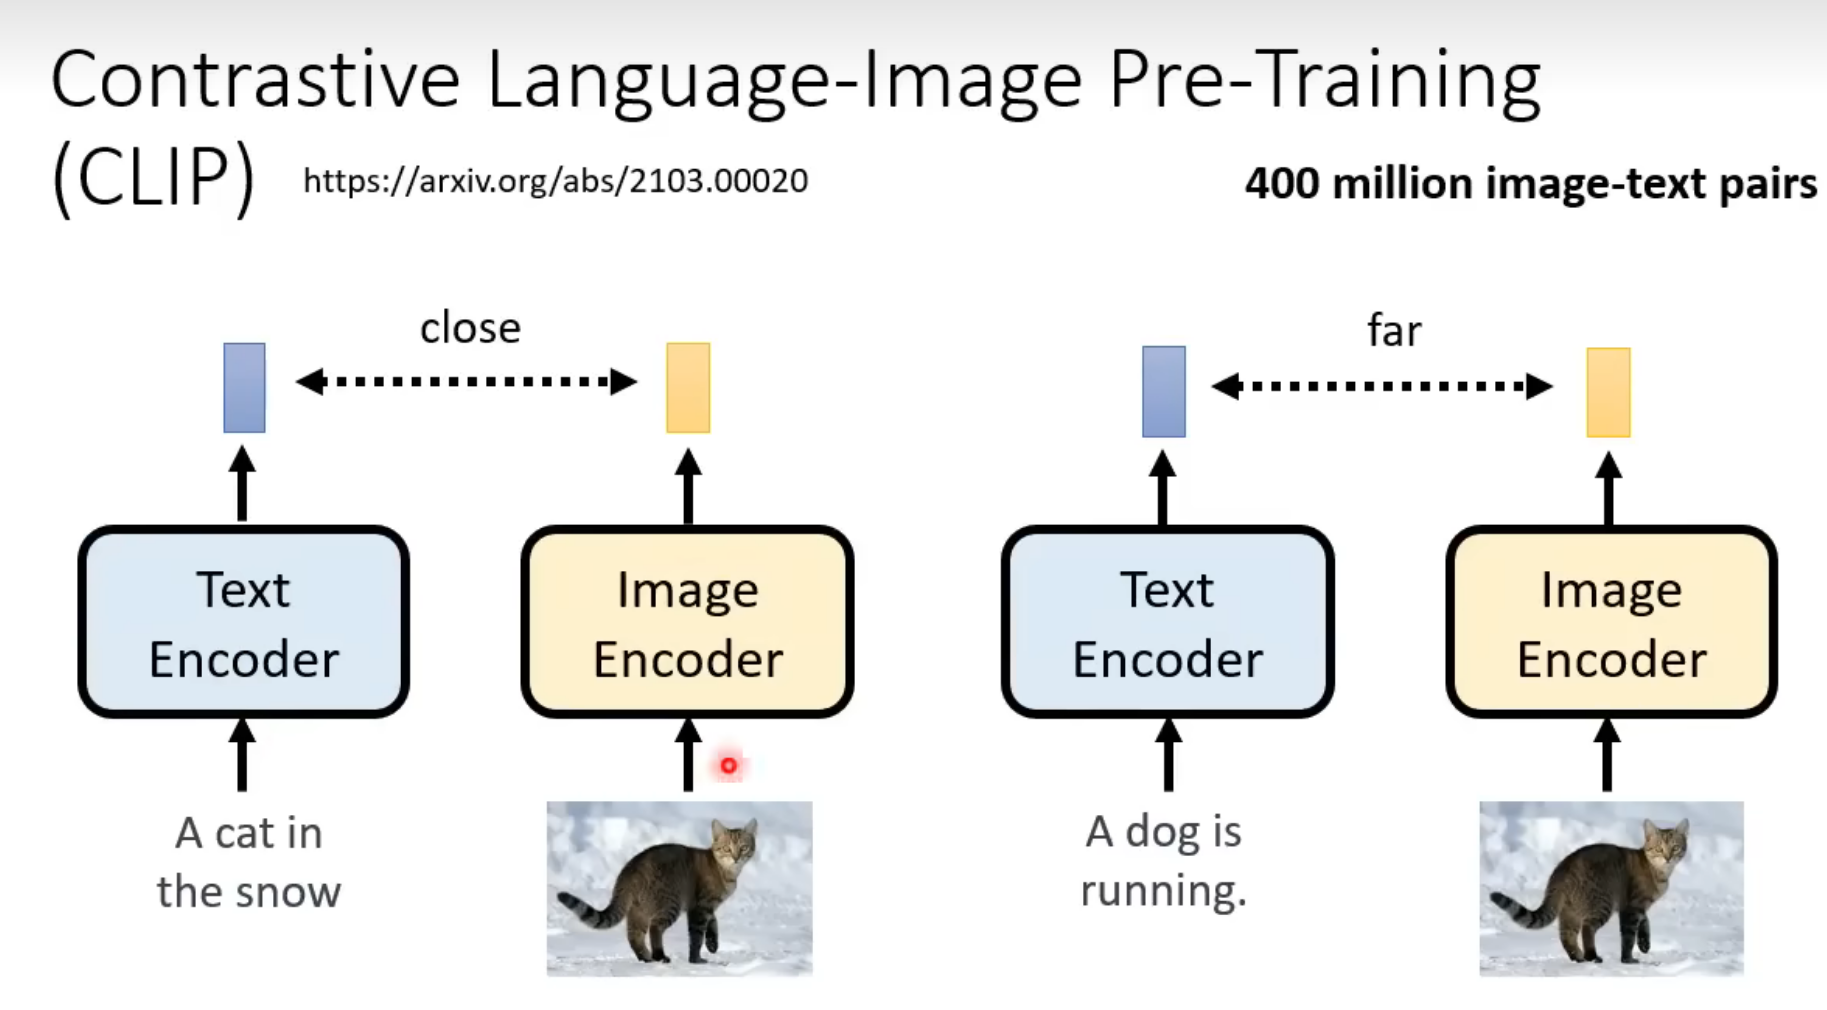 Contrastive Language-Image Pre-Training
(CLIP) https://arxiv.org/abs/2103.00020
400 million image-text pairs
close
far
Text
Encoder
Image
Encoder
Text
Encoder
Image
Encoder
A cat in
the snow
A dog is
running.